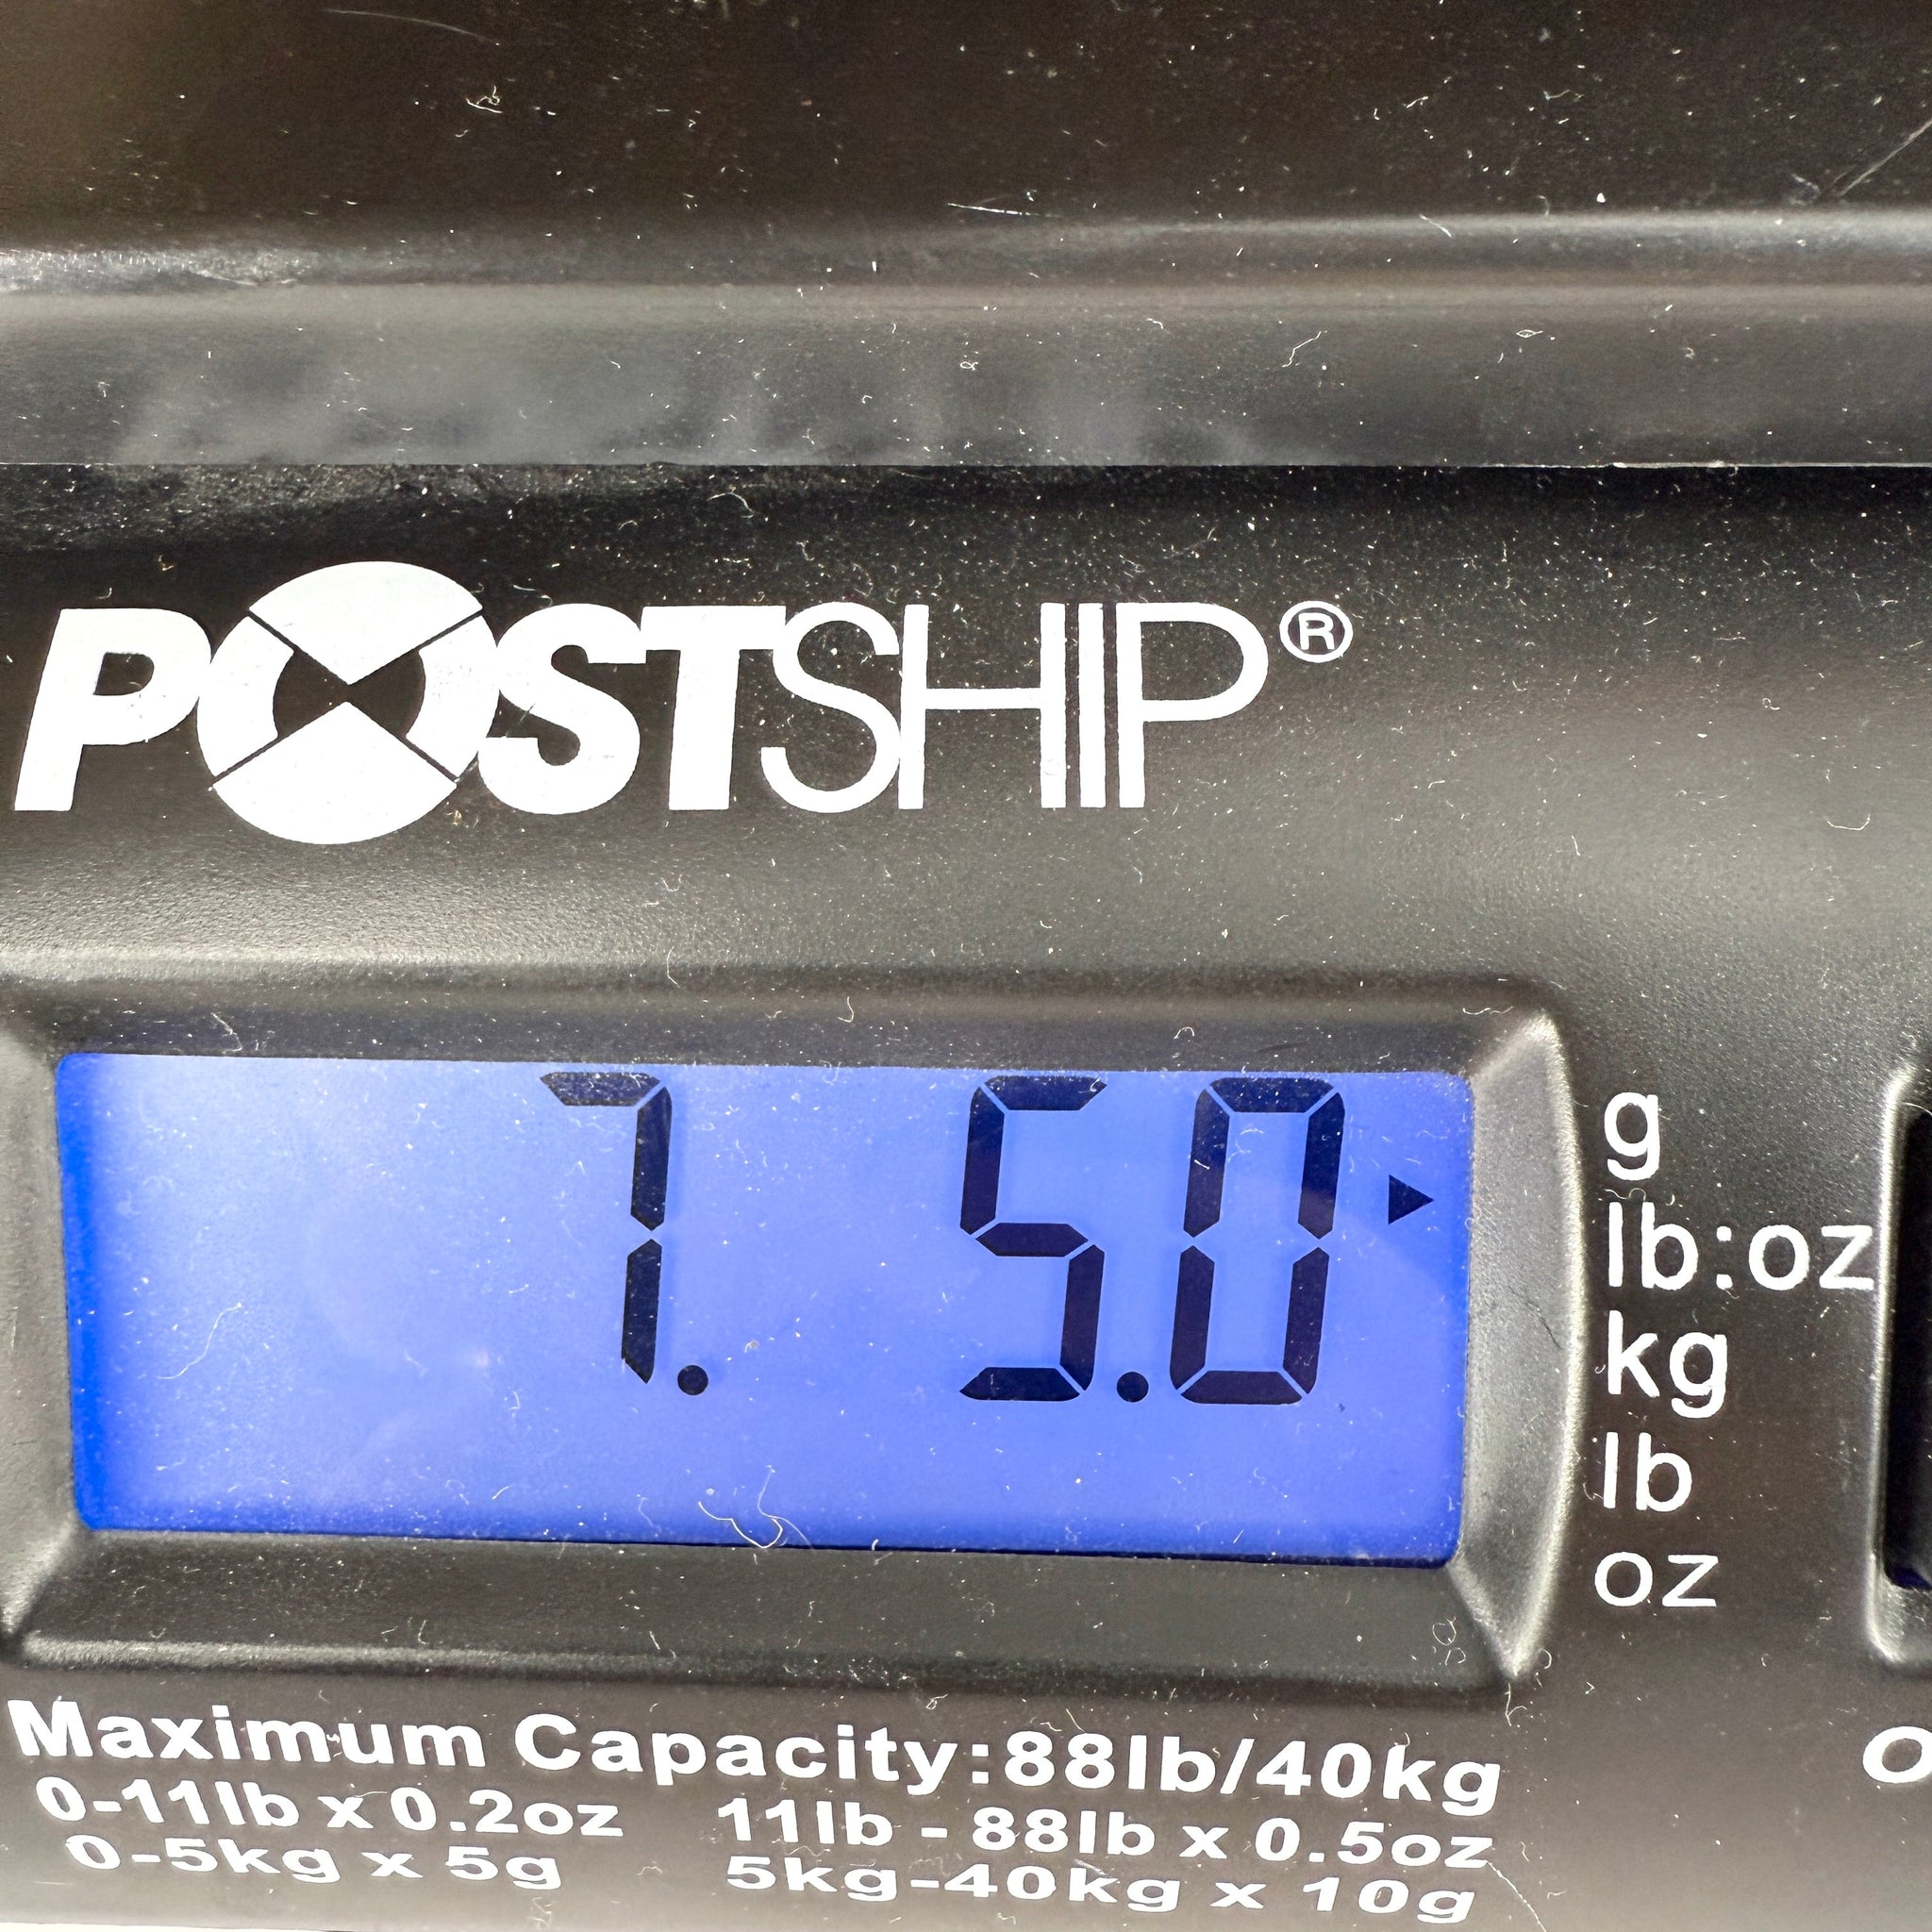 POSTSHIP®
7. 5.0
g
lb:oz
kg
lb
oz
Maximum Capacity:88lb/40kg
0-11lb x 0.2oz 11lb - 88lb x 0.5oz
0-5kg x 5g 5kg-40kg x 10g